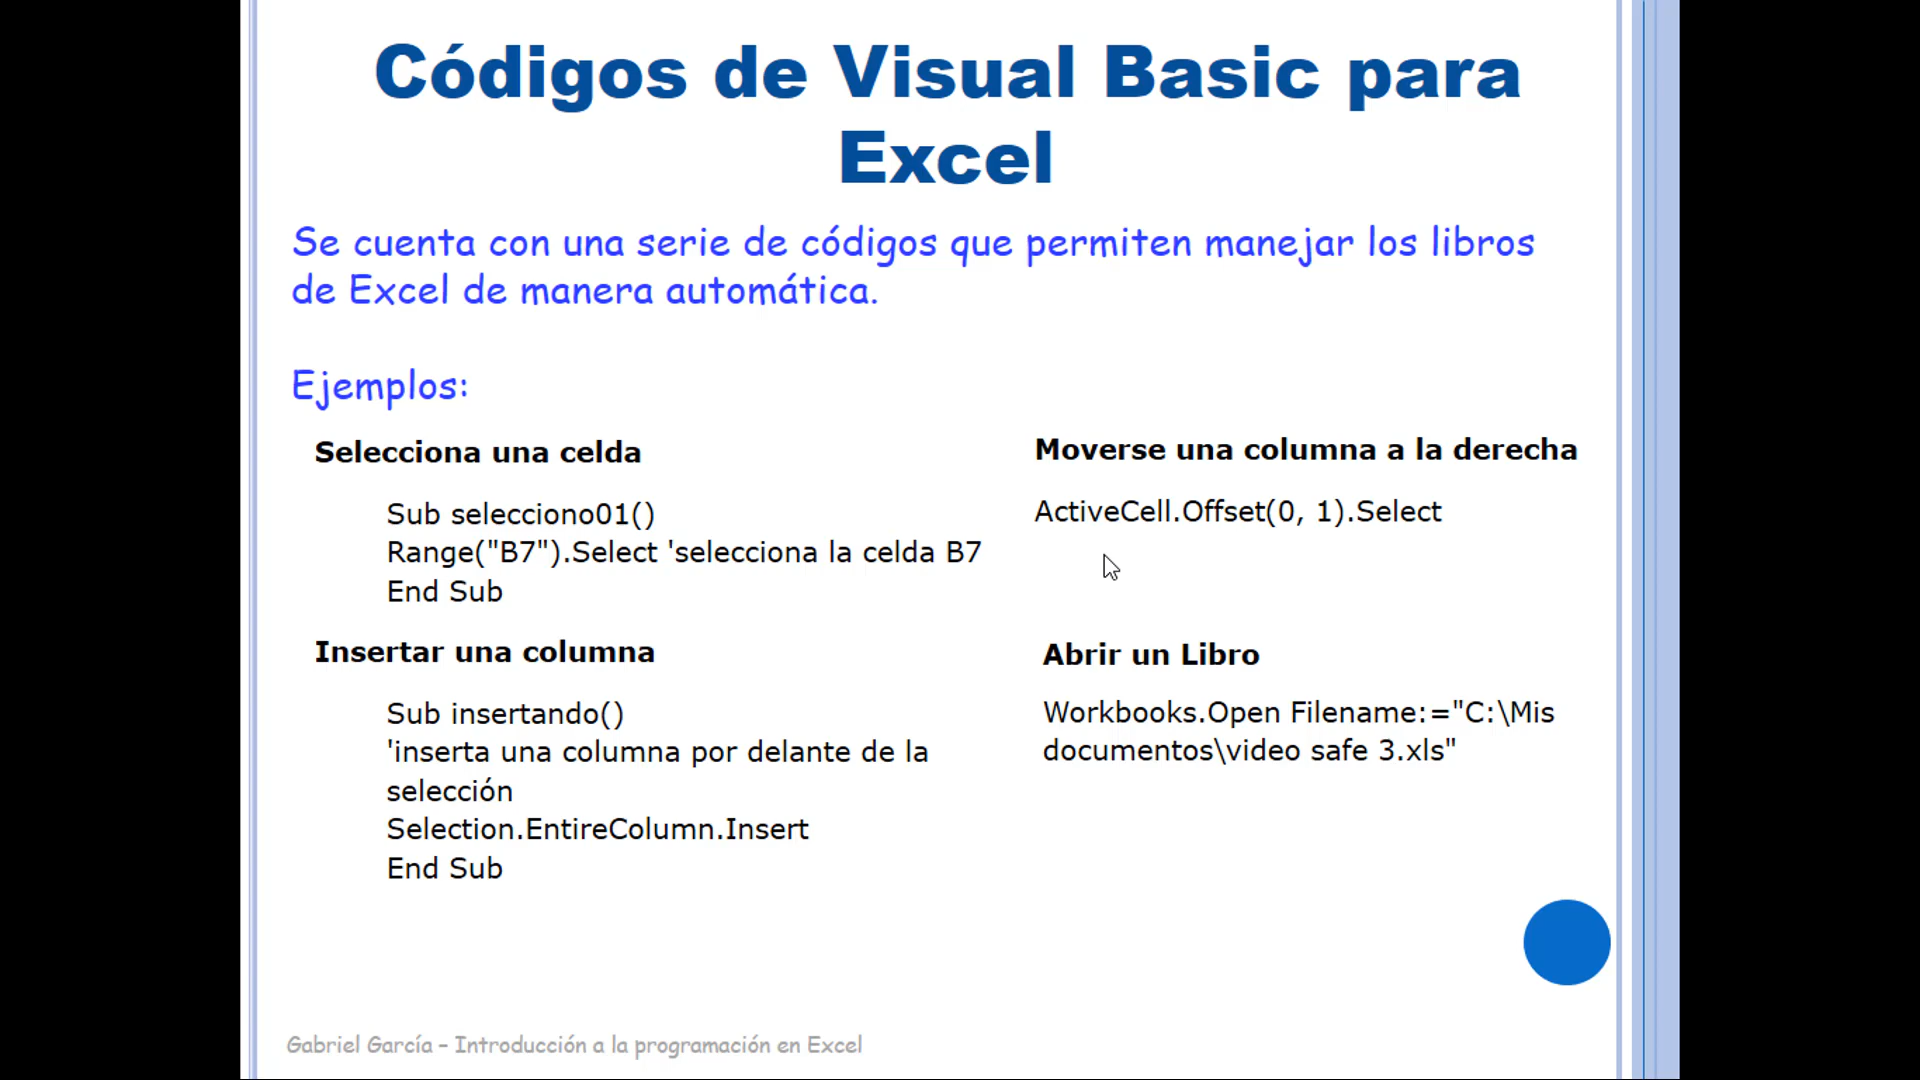 Códigos de Visual Basic para
Excel
Se cuenta con una serie de códigos que permiten manejar los libros
de Excel de manera automática.
Ejemplos:
Selecciona una celda
Sub selecciono01()
Range("B7").Select 'selecciona la celda B7
End Sub
Insertar una columna
Sub insertando()
'inserta una columna por delante de la
selección
Selection.EntireColumn.Insert
End Sub
Moverse una columna a la derecha
ActiveCell.Offset(0, 1).Select
Abrir un Libro
Workbooks.Open Filename:="C:\Mis
documentos\video safe 3.xls"
Gabriel García – Introducción a la programación en Excel